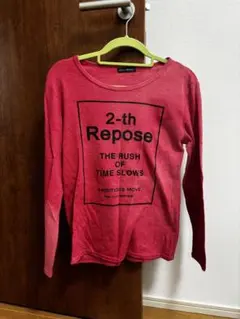 2-th
Repose
THE RUSH
OF
TIME SLOWS